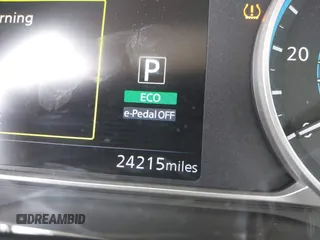 rning
P
ECO
e-Pedal OFF
20
24215miles
DREAMBID